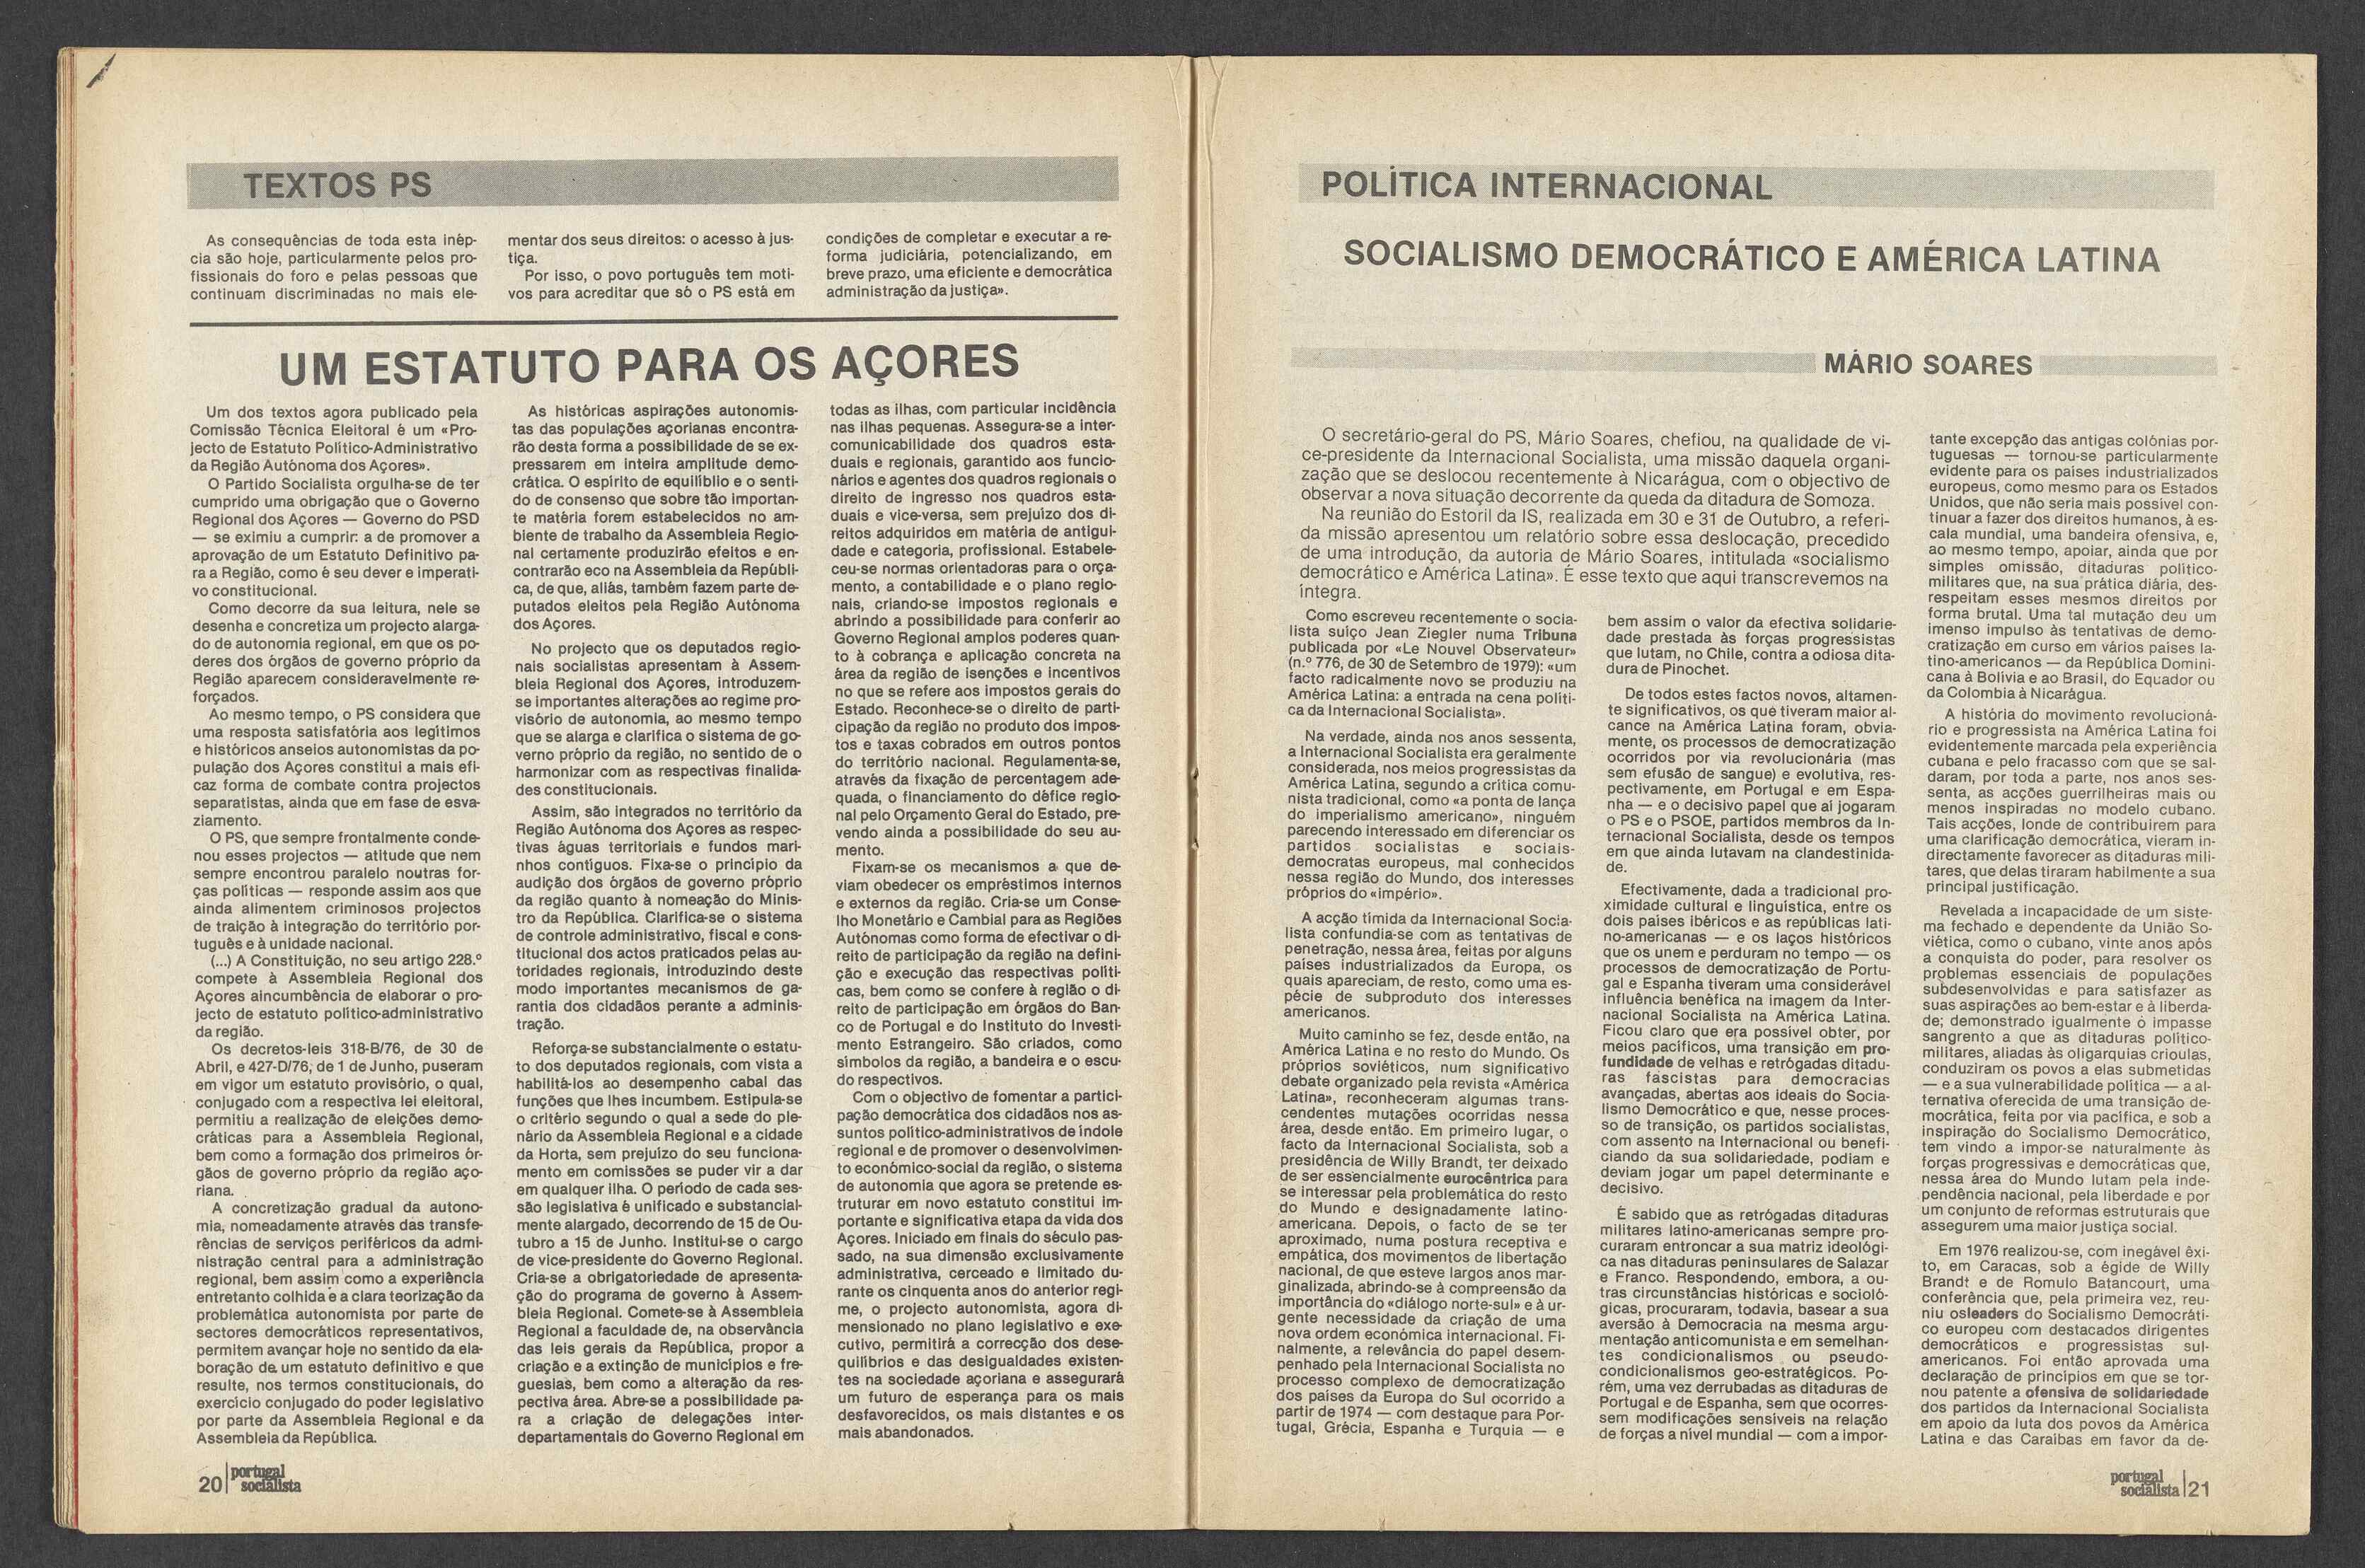 TEXTOS PS
As consequências de toda esta inép-
cia são hoje, particularmente pelos pro-
fissionais do foro e pelas pessoas que
continuam discriminadas no mais ele-
mentar dos seus direitos: o acesso à jus-
tiça.
Por isso, o povo português tem moti-
vos para acreditar que só o PS está em
condições de completar e executar a re-
forma judiciária, potencializando, em
breve prazo, uma eficiente e democrática
administração da justiça».
UM ESTATUTO PARA OS AÇORES
Um dos textos agora publicado pela
Comissão Técnica Eleitoral é um «Pro-
jecto de Estatuto Político-Administrativo
da Região Autónoma dos Açores».
O Partido Socialista orgulha-se de ter
cumprido uma obrigação que o Governo
Regional dos Açores — Governo do PSD
— se eximiu a cumprir: a de promover a
aprovação de um Estatuto Definitivo pa-
ra a Região, como é seu dever e imperati-
vo constitucional.
Como decorre da sua leitura, nele se
desenha e concretiza um projecto alarga-
do de autonomia regional, em que os po-
deres dos órgãos de governo próprio da
Região aparecem consideravelmente re-
forçados.
Ao mesmo tempo, o PS considera que
uma resposta satisfatória aos legítimos
e históricos anseios autonomistas da po-
pulação dos Açores constitui a mais efi-
caz forma de combate contra projectos
separatistas, ainda que em fase de esva-
ziamento.
O PS, que sempre frontalmente conde-
nou esses projectos — atitude que nem
sempre encontrou paralelo noutras for-
ças políticas — responde assim aos que
ainda alimentem criminosos projectos
de traição à integração do território por-
tuguês e à unidade nacional.
(...) A Constituição, no seu artigo 228.º
compete à Assembleia Regional dos
Açores aincumbência de elaborar o pro-
jecto de estatuto político-administrativo
da região.
Os decretos-leis 318-B/76, de 30 de
Abril, e 427-D/76, de 1 de Junho, puseram
em vigor um estatuto provisório, o qual,
conjugado com a respectiva lei eleitoral,
permitiu a realização de eleições demo-
cráticas para a Assembleia Regional,
bem como a formação dos primeiros ór-
gãos de governo próprio da região aço-
riana.
A concretização gradual da autono-
mia, nomeadamente através das transfe-
rências de serviços periféricos da admi-
nistração central para a administração
regional, bem assim como a experiência
entretanto colhida e a clara teorização da
problemática autonomista por parte de
sectores democráticos representativos,
permitem avançar hoje no sentido da ela-
boração de um estatuto definitivo e que
resulte, nos termos constitucionais, do
exercício conjugado do poder legislativo
por parte da Assembleia Regional e da
Assembleia da República.
As históricas aspirações autonomis-
tas das populações açorianas encontra-
rão desta forma a possibilidade de se ex-
pressarem em inteira amplitude demo-
crática. O espírito de equilíblio e o senti-
do de consenso que sobre tão importan-
te matéria forem estabelecidos no am-
biente de trabalho da Assembleia Regio-
nal certamente produzirão efeitos e en-
contrarão eco na Assembleia da Repúbli-
ca, de que, aliás, também fazem parte de-
putados eleitos pela Região Autónoma
dos Açores.
No projecto que os deputados regio-
nais socialistas apresentam à Assem-
bleia Regional dos Açores, introduzem-
se importantes alterações ao regime pro-
visório de autonomia, ao mesmo tempo
que se alarga e clarifica o sistema de go-
verno próprio da região, no sentido de o
harmonizar com as respectivas finalida-
des constitucionais.
Assim, são integrados no território da
Região Autónoma dos Açores as respec-
tivas águas territoriais e fundos mari-
nhos contíguos. Fixa-se o princípio da
audição dos órgãos de governo próprio
da região quanto à nomeação do Minis-
tro da República. Clarifica-se o sistema
de controle administrativo, fiscal e cons-
titucional dos actos praticados pelas au-
toridades regionais, introduzindo deste
modo importantes mecanismos de ga-
rantia dos cidadãos perante a adminis-
tração.
Reforça-se substancialmente o estatu-
to dos deputados regionais, com vista a
habilitá-los ao desempenho cabal das
funções que lhes incumbem. Estipula-se
o critério segundo o qual a sede do ple-
nário da Assembleia Regional e a cidade
da Horta, sem prejuízo do seu funciona-
mento em comissões se puder vir a dar
em qualquer ilha. O período de cada ses-
são legislativa é unificado e substancial-
mente alargado, decorrendo de 15 de Ou-
tubro a 15 de Junho. Institui-se o cargo
de vice-presidente do Governo Regional.
Cria-se a obrigatoriedade de apresenta-
ção do programa de governo à Assem-
bleia Regional. Comete-se à Assembleia
Regional a faculdade de, na observância
das leis gerais da República, propor a
criação e a extinção de municípios e fre-
guesias, bem como a alteração da res-
pectiva área. Abre-se a possibilidade pa-
ra a criação de delegações inter-
departamentais do Governo Regional em
todas as ilhas, com particular incidência
nas ilhas pequenas. Assegura-se a inter-
comunicabilidade dos quadros esta-
duais e regionais, garantido aos funcio-
nários e agentes dos quadros regionais o
direito de ingresso nos quadros esta-
duais e vice-versa, sem prejuízo dos di-
reitos adquiridos em matéria de antigui-
dade e categoria, profissional. Estabele-
ceu-se normas orientadoras para o orça-
mento, a contabilidade e o plano regio-
nais, criando-se impostos regionais e
abrindo a possibilidade para conferir ao
Governo Regional amplos poderes quan-
to à cobrança e aplicação concreta na
área da região de isenções e incentivos
no que se refere aos impostos gerais do
Estado. Reconhece-se o direito de parti-
cipação da região no produto dos impos-
tos e taxas cobrados em outros pontos
do território nacional. Regulamenta-se,
através da fixação de percentagem ade-
quada, o financiamento do défice regio-
nal pelo Orçamento Geral do Estado, pre-
vendo ainda a possibilidade do seu au-
mento.
Fixam-se os mecanismos a que de-
viam obedecer os empréstimos internos
e externos da região. Cria-se um Conse-
lho Monetário e Cambial para as Regiões
Autónomas como forma de efectivar o di-
reito de participação da região na defini-
ção e execução das respectivas políti-
cas, bem como se confere à região o di-
reito de participação em órgãos do Ban-
co de Portugal e do Instituto do Investi-
mento Estrangeiro. São criados, como
símbolos da região, a bandeira e o escu-
do respectivos.
Com o objectivo de fomentar a partici-
pação democrática dos cidadãos nos as-
suntos político-administrativos de índole
regional e de promover o desenvolvimen-
to económico-social da região, o sistema
de autonomia que agora se pretende es-
truturar em novo estatuto constitui im-
portante e significativa etapa da vida dos
Açores. Iniciado em finais do século pas-
sado, na sua dimensão exclusivamente
administrativa, cerceado e limitado du-
rante os cinquenta anos do anterior regi-
me, o projecto autonomista, agora di-
mensionado no plano legislativo e exe-
cutivo, permitirá a correcção dos dese-
quilíbrios e das desigualdades existen-
tes na sociedade açoriana e assegurará
um futuro de esperança para os mais
desfavorecidos, os mais distantes e os
mais abandonados.
20 portugal
socialista
POLÍTICA INTERNACIONAL
SOCIALISMO DEMOCRÁTICO E AMÉRICA LATINA
MÁRIO SOARES
O secretário-geral do PS, Mário Soares, chefiou, na qualidade de vi-
ce-presidente da Internacional Socialista, uma missão daquela organi-
zação que se deslocou recentemente à Nicarágua, com o objectivo de
observar a nova situação decorrente da queda da ditadura de Somoza.
Na reunião do Estoril da IS, realizada em 30 e 31 de Outubro, a referi-
da missão apresentou um relatório sobre essa deslocação, precedido
de uma introdução, da autoria de Mário Soares, intitulada «socialismo
democrático e América Latina». É esse texto que aqui transcrevemos na
íntegra.
Como escreveu recentemente o socia-
lista suíço Jean Ziegler numa Tribuna
publicada por «Le Nouvel Observateur»
(n.º 776, de 30 de Setembro de 1979): «um
facto radicalmente novo se produziu na
América Latina: a entrada na cena políti-
ca da Internacional Socialista».
Na verdade, ainda nos anos sessenta,
a Internacional Socialista era geralmente
considerada, nos meios progressistas da
América Latina, segundo a crítica comu-
nista tradicional, como «a ponta de lança
do imperialismo americano», ninguém
parecendo interessado em diferenciar os
partidos socialistas e sociais-
democratas europeus, mal conhecidos
nessa região do Mundo, dos interesses
próprios do «império».
A acção tímida da Internacional Socia-
lista confundia-se com as tentativas de
penetração, nessa área, feitas por alguns
países industrializados da Europa, os
quais apareciam, de resto, como uma es-
pécie de subproduto dos interesses
americanos.
Muito caminho se fez, desde então, na
América Latina e no resto do Mundo. Os
próprios soviéticos, num significativo
debate organizado pela revista «América
Latina», reconheceram algumas trans-
cendentes mutações ocorridas nessa
área, desde então. Em primeiro lugar, o
facto da Internacional Socialista, sob a
presidência de Willy Brandt, ter deixado
de ser essencialmente eurocêntrica para
se interessar pela problemática do resto
do Mundo e designadamente latino-
americana. Depois, o facto de se ter
aproximado, numa postura receptiva e
empática, dos movimentos de libertação
nacional, de que esteve largos anos mar-
ginalizada, abrindo-se à compreensão da
importância do «diálogo norte-sul» e à ur-
gente necessidade da criação de uma
nova ordem económica internacional. Fi-
nalmente, a relevância do papel desem-
penhado pela Internacional Socialista no
processo complexo de democratização
dos países da Europa do Sul ocorrido a
partir de 1974 — com destaque para Por-
tugal, Grécia, Espanha e Turquia — e
bem assim o valor da efectiva solidarie-
dade prestada às forças progressistas
que lutam, no Chile, contra a odiosa dita-
dura de Pinochet.
De todos estes factos novos, altamen-
te significativos, os que tiveram maior al-
cance na América Latina foram, obvia-
mente, os processos de democratização
ocorridos por via revolucionária (mas
sem efusão de sangue) e evolutiva, res-
pectivamente, em Portugal e em Espa-
nha — e o decisivo papel que aí jogaram
o PS e o PSOE, partidos membros da In-
ternacional Socialista, desde os tempos
em que ainda lutavam na clandestinida-
de.
Efectivamente, dada a tradicional pro-
ximidade cultural e linguística, entre os
dois países ibéricos e as repúblicas lati-
no-americanas — e os laços históricos
que os unem e perduram no tempo — os
processos de democratização de Portu-
gal e Espanha tiveram uma considerável
influência benéfica na imagem da Inter-
nacional Socialista na América Latina.
Ficou claro que era possível obter, por
meios pacíficos, uma transição em pro-
fundidade de velhas e retrógadas ditadu-
ras fascistas para democracias
avançadas, abertas aos ideais do Socia-
lismo Democrático e que, nesse proces-
so de transição, os partidos socialistas,
com assento na Internacional ou benefi-
ciando da sua solidariedade, podiam e
deviam jogar um papel determinante e
decisivo.
É sabido que as retrógadas ditaduras
militares latino-americanas sempre pro-
curaram entroncar a sua matriz ideológi-
ca nas ditaduras peninsulares de Salazar
e Franco. Respondendo, embora, a ou-
tras circunstâncias históricas e socioló-
gicas, procuraram, todavia, basear a sua
aversão à Democracia na mesma argu-
mentação anticomunista e em semelhan-
tes condicionalismos ou pseudo-
condicionalismos geo-estratégicos. Po-
rém, uma vez derrubadas as ditaduras de
Portugal e de Espanha, sem que ocorres-
sem modificações sensíveis na relação
de forças a nível mundial — com a impor-
tante excepção das antigas colónias por-
tuguesas — tornou-se particularmente
evidente para os países industrializados
europeus, como mesmo para os Estados
Unidos, que não seria mais possível con-
tinuar a fazer dos direitos humanos, à es-
cala mundial, uma bandeira ofensiva, e,
ao mesmo tempo, apoiar, ainda que por
simples omissão, ditaduras político-
militares que, na sua prática diária, des-
respeitam esses mesmos direitos por
forma brutal. Uma tal mutação deu um
imenso impulso às tentativas de demo-
cratização em curso em vários países la-
tino-americanos — da República Domini-
cana à Bolívia e ao Brasil, do Equador ou
da Colombia à Nicarágua.
A história do movimento revolucioná-
rio e progressista na América Latina foi
evidentemente marcada pela experiência
cubana e pelo fracasso com que se sal-
daram, por toda a parte, nos anos ses-
senta, as acções guerrilheiras mais ou
menos inspiradas no modelo cubano.
Tais acções, londe de contribuirem para
uma clarificação democrática, vieram in-
directamente favorecer as ditaduras mili-
tares, que delas tiraram habilmente a sua
principal justificação.
Revelada a incapacidade de um siste-
ma fechado e dependente da União So-
viética, como o cubano, vinte anos após
a conquista do poder, para resolver os
problemas essenciais de populações
subdesenvolvidas e para satisfazer as
suas aspirações ao bem-estar e à liberda-
de; demonstrado igualmente o impasse
sangrento a que as ditaduras político-
militares, aliadas às oligarquias crioulas,
conduziram os povos a elas submetidas
— e a sua vulnerabilidade política — a al-
ternativa oferecida de uma transição de-
mocrática, feita por via pacífica, e sob a
inspiração do Socialismo Democrático,
tem vindo a impor-se naturalmente às
forças progressivas e democráticas que,
nessa área do Mundo lutam pela inde-
pendência nacional, pela liberdade e por
um conjunto de reformas estruturais que
assegurem uma maior justiça social.
Em 1976 realizou-se, com inegável êxi-
to, em Caracas, sob a égide de Willy
Brandt e de Romulo Batancourt, uma
conferência que, pela primeira vez, reu-
niu osleaders do Socialismo Democráti-
co europeu com destacados dirigentes
democráticos e progressistas sul-
americanos. Foi então aprovada uma
declaração de princípios em que se tor-
nou patente a ofensiva de solidariedade
dos partidos da Internacional Socialista
em apoio da luta dos povos da América
Latina e das Caraíbas em favor da de-
portugal
socialista 21